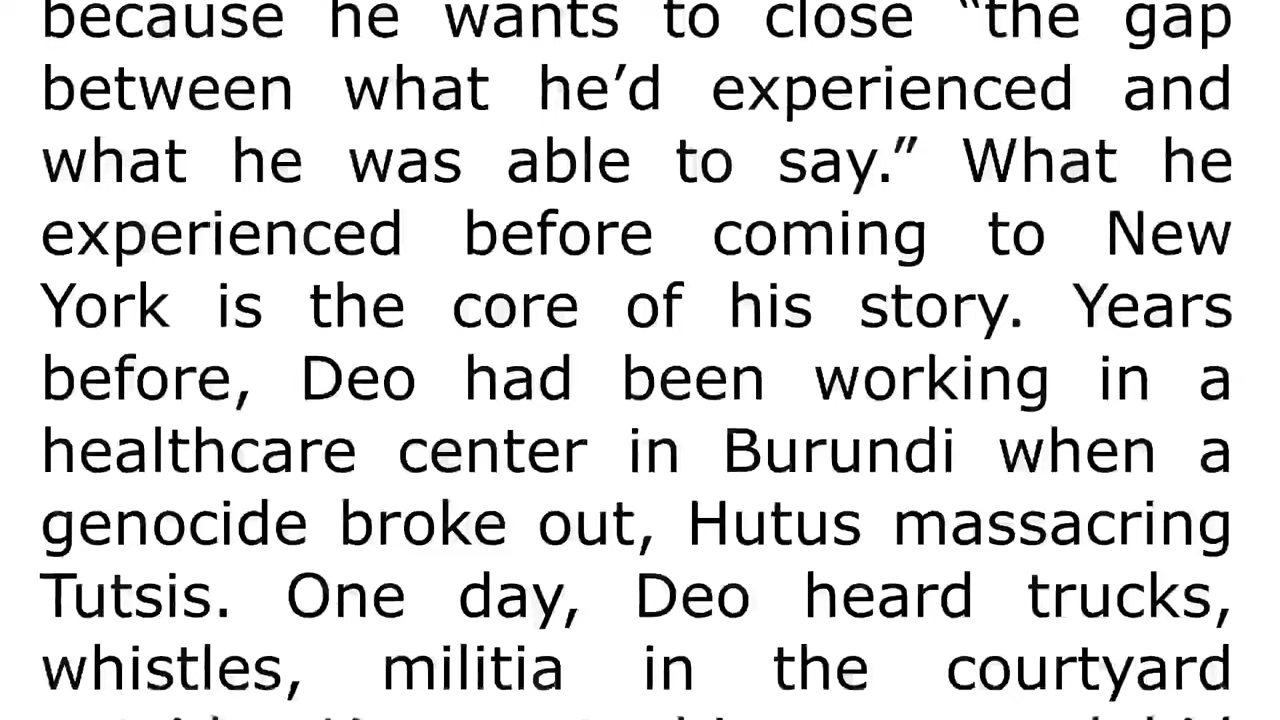 because he wants to close “the gap
between what he’d experienced and
what he was able to say.” What he
experienced before coming to New
York is the core of his story. Years
before, Deo had been working in a
healthcare center in Burundi when a
genocide broke out, Hutus massacring
Tutsis. One day, Deo heard trucks,
whistles, militia in the courtyard